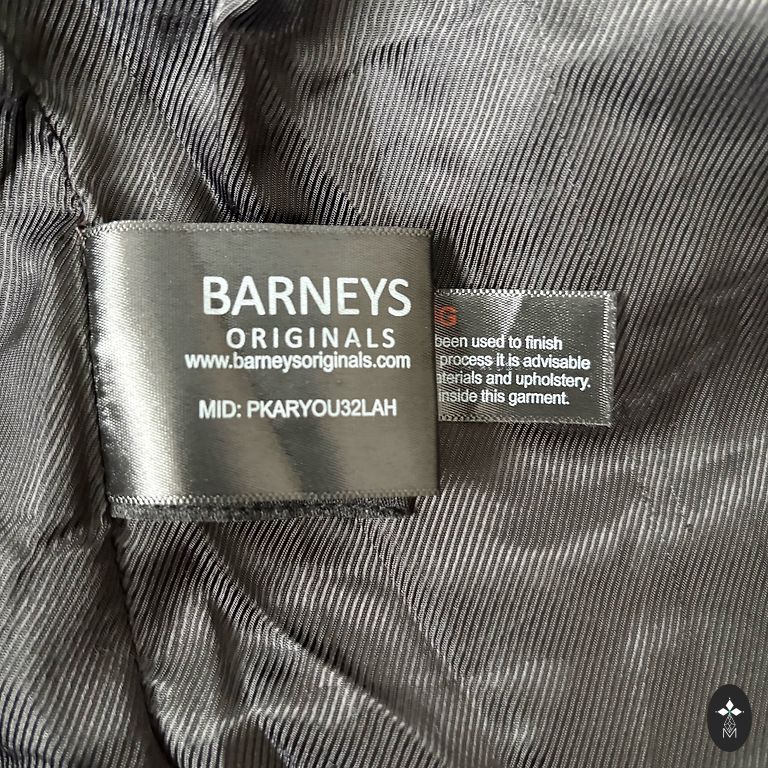 BARNEYS
ORIGINALS
www.barneysoriginals.com
MID: PKARYOU32LAH
G
been used to finish
process it is advisable
and upholstery.
inside this garment.
M